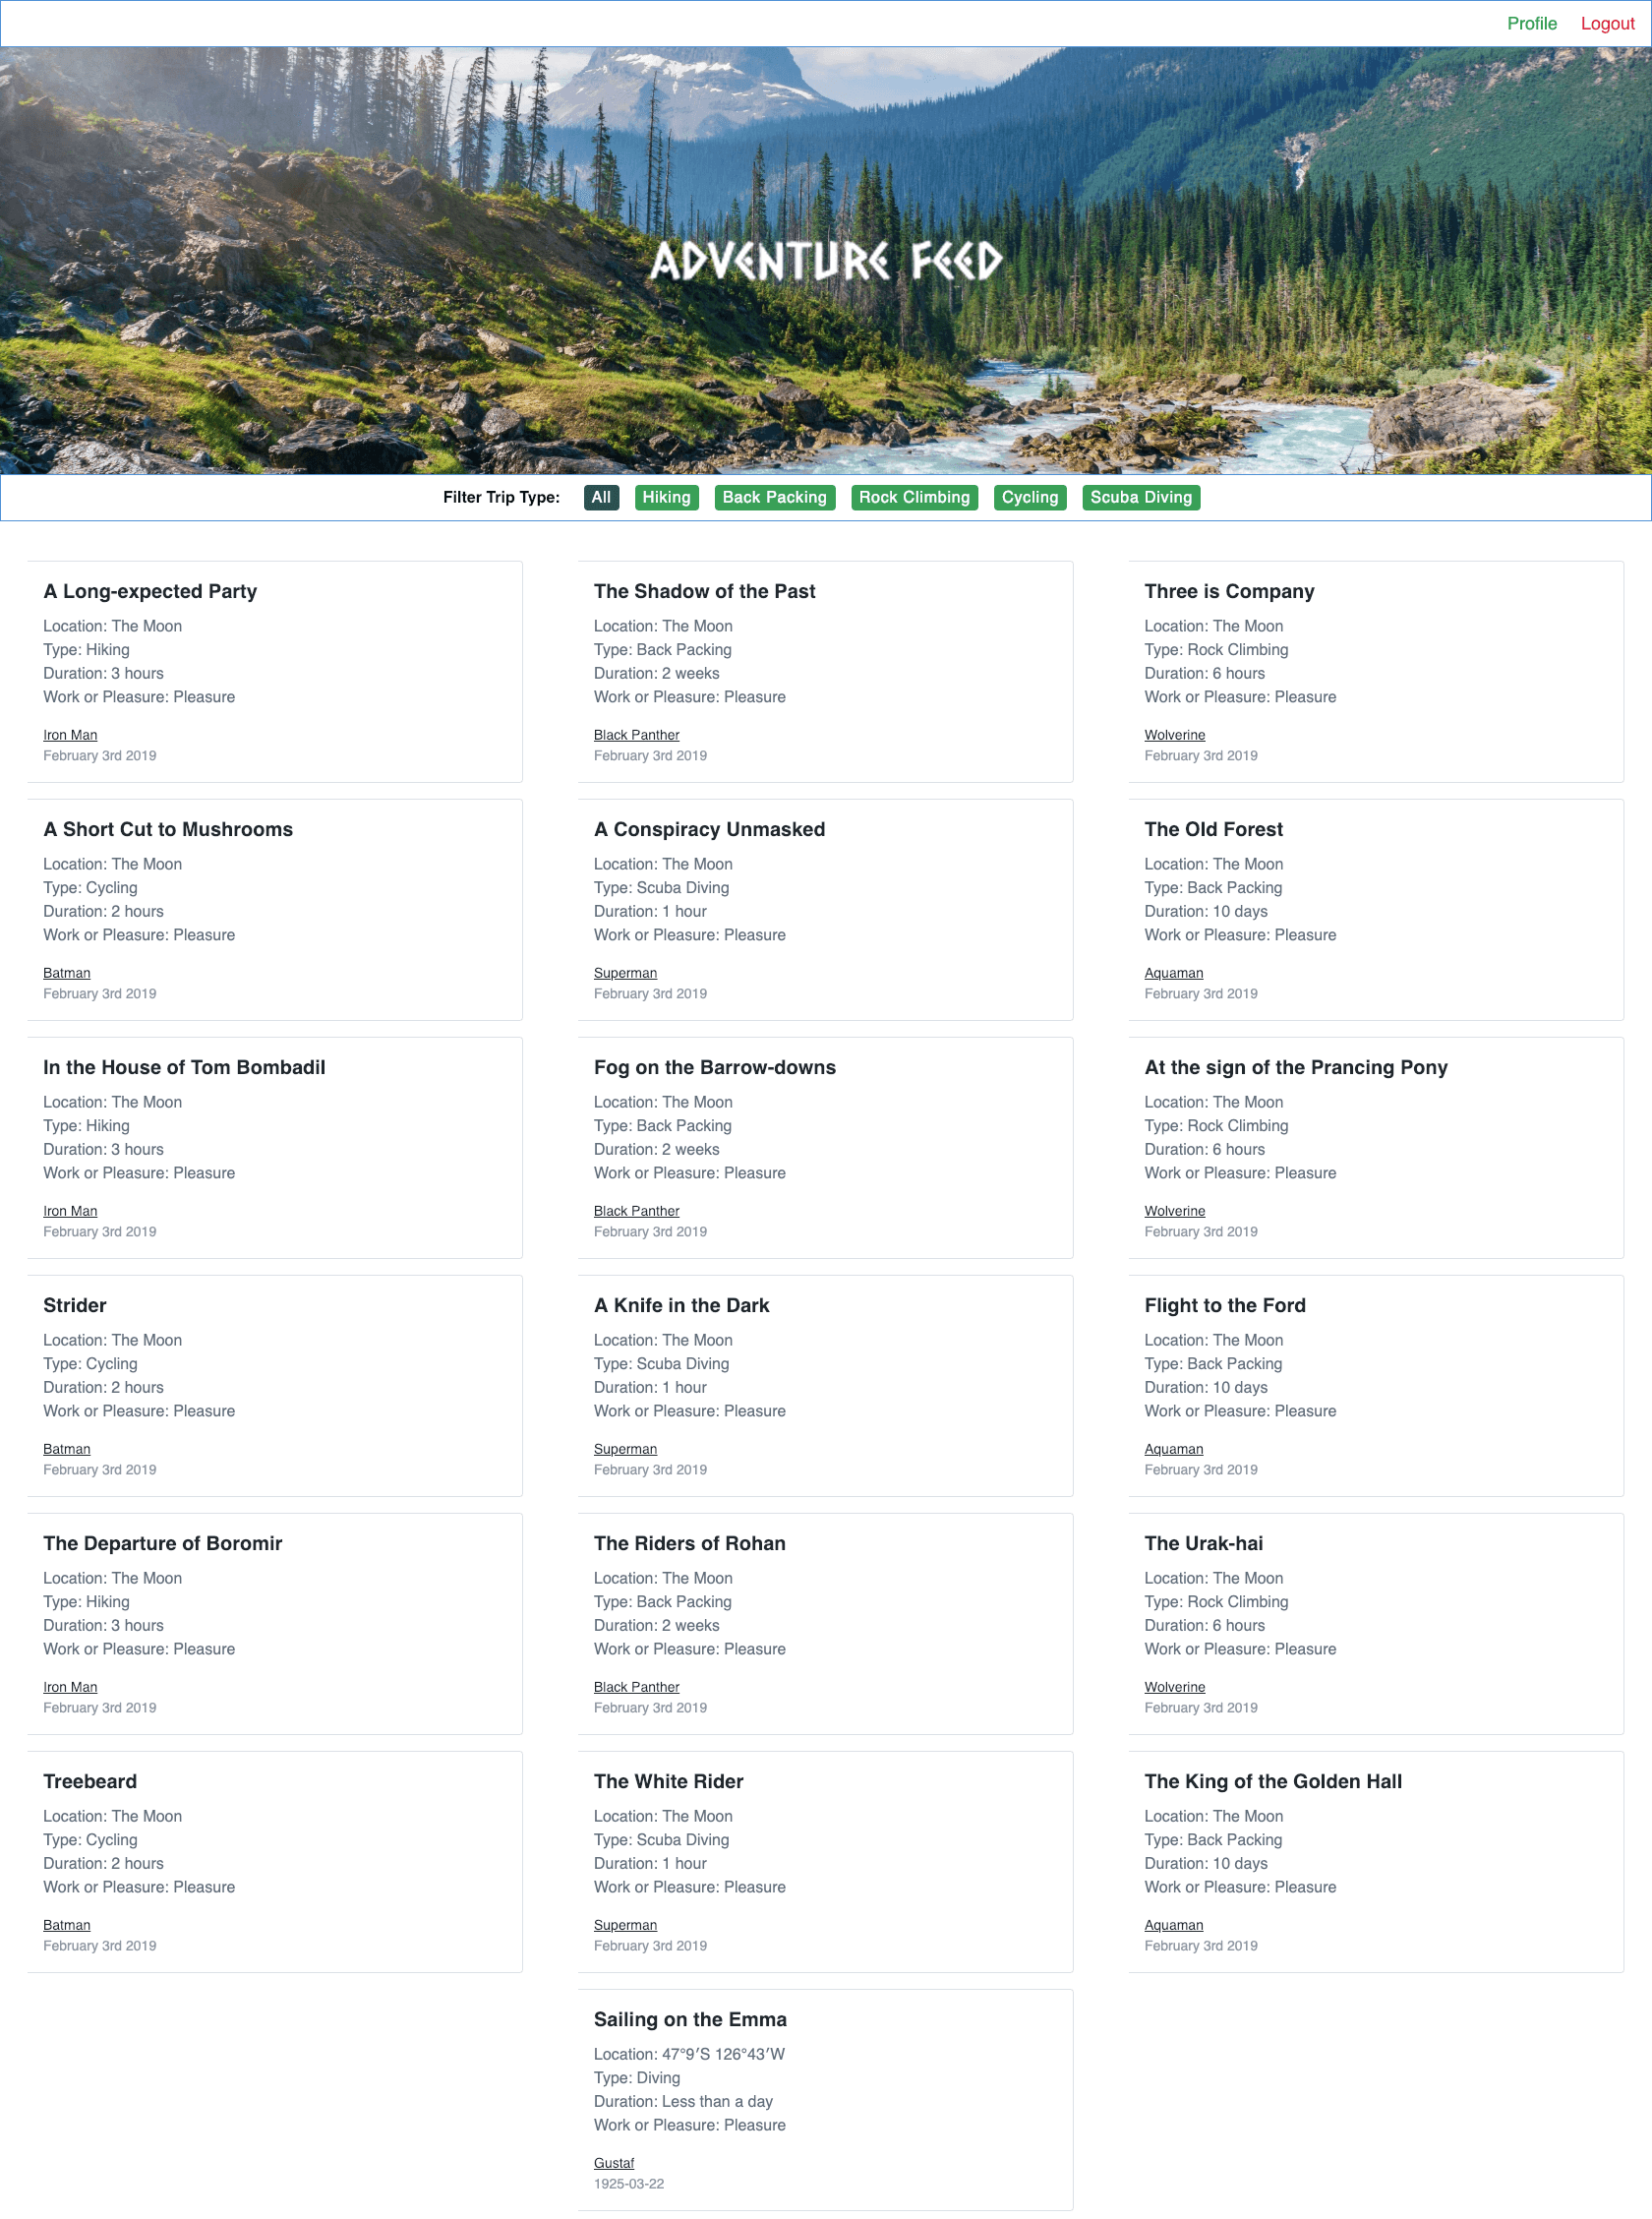 Profile Logout
ADVENTURE FEED
Filter Trip Type: All Hiking Back Packing Rock Climbing Cycling Scuba Diving
A Long-expected Party
Location: The Moon
Type: Hiking
Duration: 3 hours
Work or Pleasure: Pleasure
Iron Man
February 3rd 2019
The Shadow of the Past
Location: The Moon
Type: Back Packing
Duration: 2 weeks
Work or Pleasure: Pleasure
Black Panther
February 3rd 2019
Three is Company
Location: The Moon
Type: Rock Climbing
Duration: 6 hours
Work or Pleasure: Pleasure
Wolverine
February 3rd 2019
A Short Cut to Mushrooms
Location: The Moon
Type: Cycling
Duration: 2 hours
Work or Pleasure: Pleasure
Batman
February 3rd 2019
A Conspiracy Unmasked
Location: The Moon
Type: Scuba Diving
Duration: 1 hour
Work or Pleasure: Pleasure
Superman
February 3rd 2019
The Old Forest
Location: The Moon
Type: Back Packing
Duration: 10 days
Work or Pleasure: Pleasure
Aquaman
February 3rd 2019
In the House of Tom Bombadil
Location: The Moon
Type: Hiking
Duration: 3 hours
Work or Pleasure: Pleasure
Iron Man
February 3rd 2019
Fog on the Barrow-downs
Location: The Moon
Type: Back Packing
Duration: 2 weeks
Work or Pleasure: Pleasure
Black Panther
February 3rd 2019
At the sign of the Prancing Pony
Location: The Moon
Type: Rock Climbing
Duration: 6 hours
Work or Pleasure: Pleasure
Wolverine
February 3rd 2019
Strider
Location: The Moon
Type: Cycling
Duration: 2 hours
Work or Pleasure: Pleasure
Batman
February 3rd 2019
A Knife in the Dark
Location: The Moon
Type: Scuba Diving
Duration: 1 hour
Work or Pleasure: Pleasure
Superman
February 3rd 2019
Flight to the Ford
Location: The Moon
Type: Back Packing
Duration: 10 days
Work or Pleasure: Pleasure
Aquaman
February 3rd 2019
The Departure of Boromir
Location: The Moon
Type: Hiking
Duration: 3 hours
Work or Pleasure: Pleasure
Iron Man
February 3rd 2019
The Riders of Rohan
Location: The Moon
Type: Back Packing
Duration: 2 weeks
Work or Pleasure: Pleasure
Black Panther
February 3rd 2019
The Urak-hai
Location: The Moon
Type: Rock Climbing
Duration: 6 hours
Work or Pleasure: Pleasure
Wolverine
February 3rd 2019
Treebeard
Location: The Moon
Type: Cycling
Duration: 2 hours
Work or Pleasure: Pleasure
Batman
February 3rd 2019
The White Rider
Location: The Moon
Type: Scuba Diving
Duration: 1 hour
Work or Pleasure: Pleasure
Superman
February 3rd 2019
The King of the Golden Hall
Location: The Moon
Type: Back Packing
Duration: 10 days
Work or Pleasure: Pleasure
Aquaman
February 3rd 2019
Sailing on the Emma
Location: 47°9′S 126°43′W
Type: Diving
Duration: Less than a day
Work or Pleasure: Pleasure
Gustaf
1925-03-22